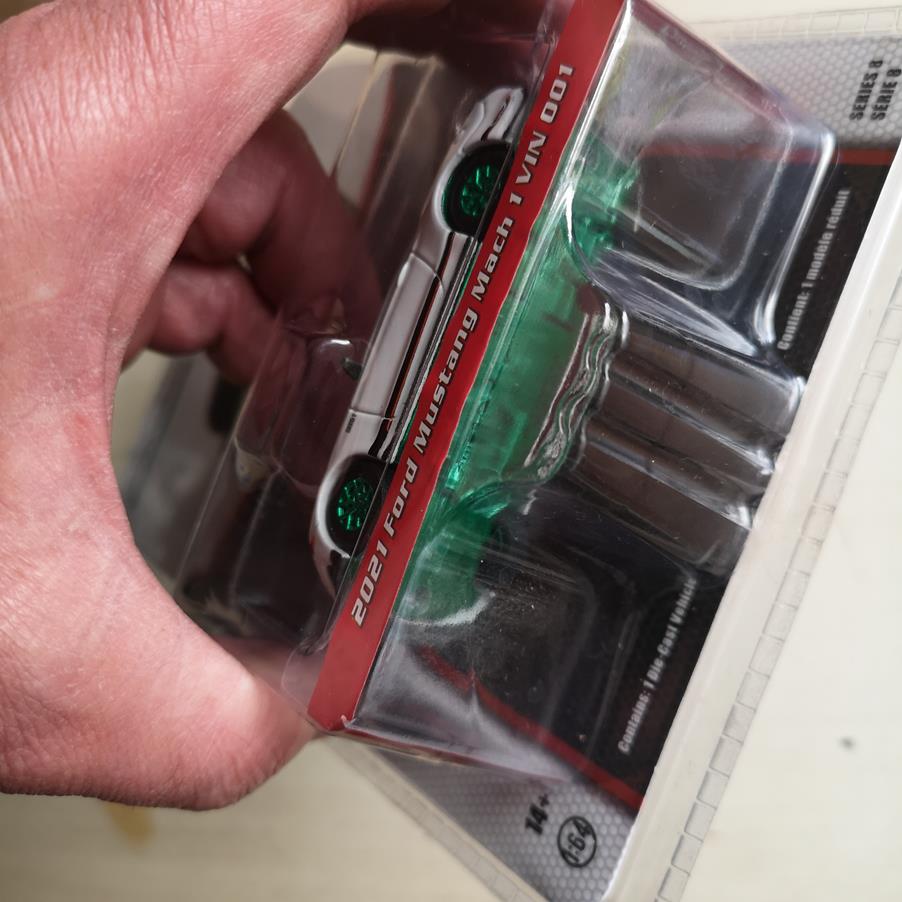 2021 Ford Mustang Mach 1 VIN 001
SERIES 8
SÉRIE 8
Contient: 1 modèle réduit
Contains: 1 Die-Cast Vehicle
14+
1:64